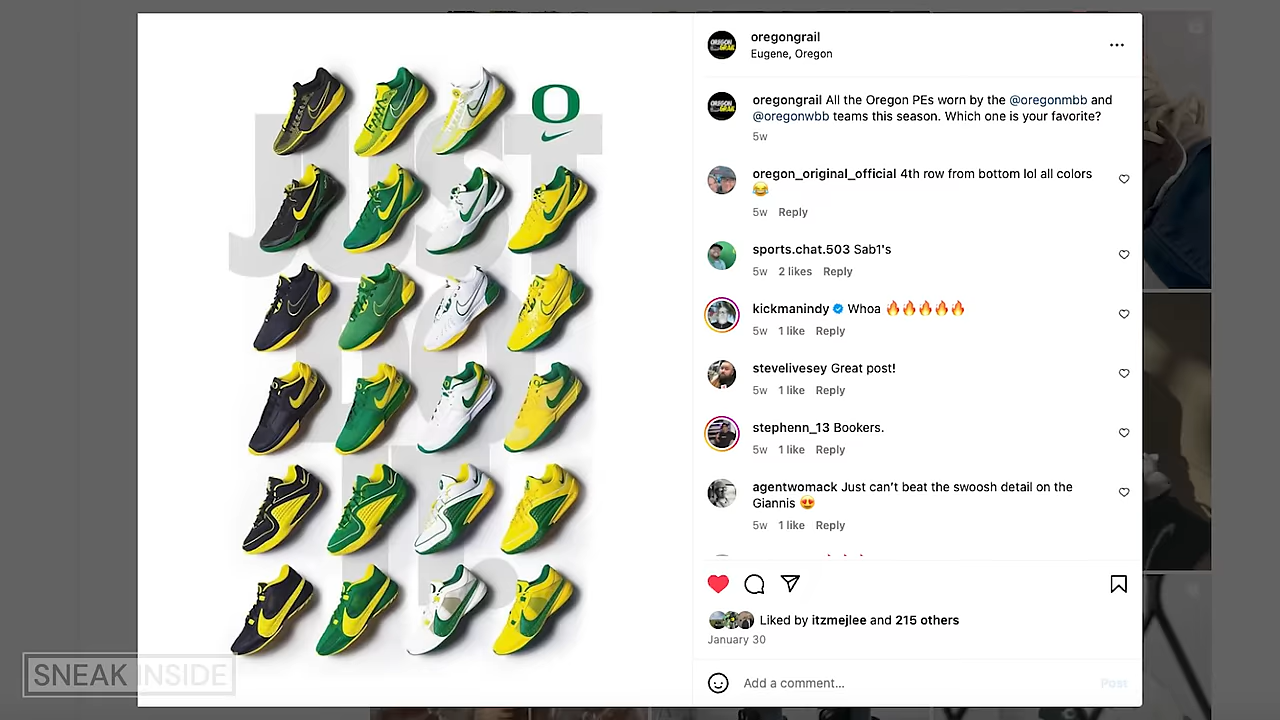 JUST
DO
IT.
O
oregongrail
Eugene, Oregon
oregongrail All the Oregon PEs worn by the @oregonmbb and
@oregonwbb teams this season. Which one is your favorite?
5w
oregon_original_official 4th row from bottom lol all colors
😂
5w Reply
sports.chat.503 Sab1's
5w 2 likes Reply
kickmanindy Whoa 🔥🔥🔥🔥🔥
5w 1 like Reply
stevelivesey Great post!
5w 1 like Reply
stephenn_13 Bookers.
5w 1 like Reply
agentwomack Just can't beat the swoosh detail on the
Giannis 😍
5w 1 like Reply
Liked by itzmejlee and 215 others
January 30
Add a comment...
Post
SNEAK INSIDE